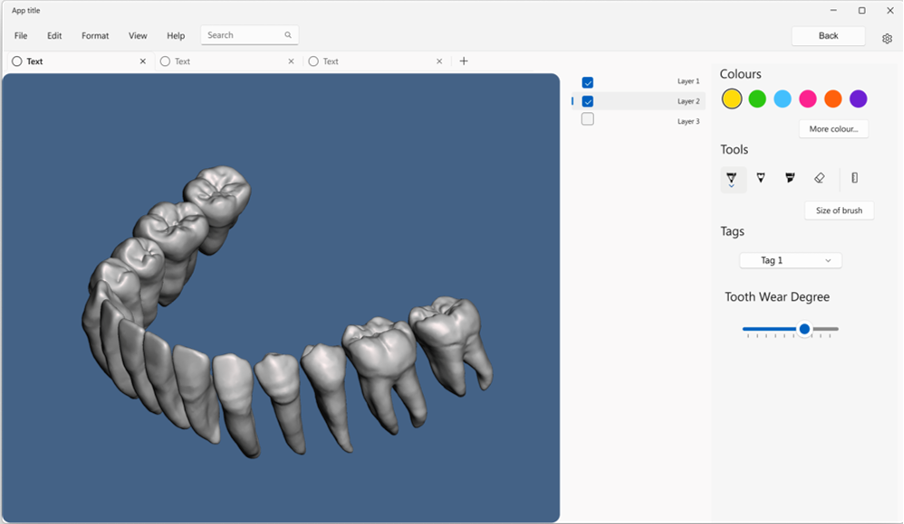 App title
File Edit Format View Help Search Back
Text Text Text
Layer 1
Layer 2
Layer 3
Colours
More colour...
Tools
Size of brush
Tags
Tag 1
Tooth Wear Degree